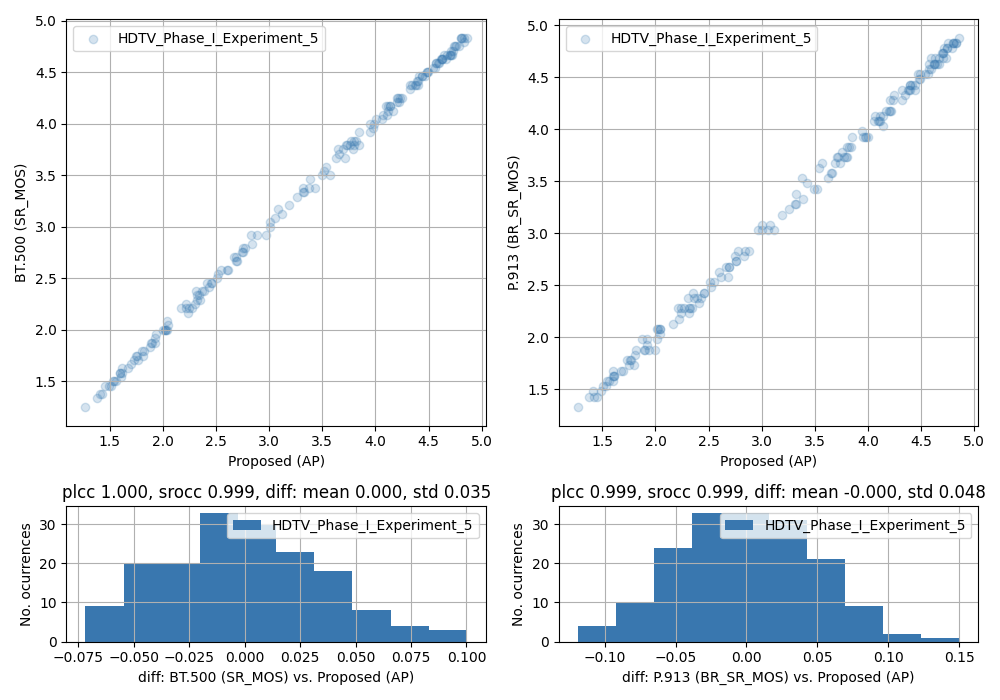 HDTV_Phase_I_Experiment_5
5.0
4.5
4.0
3.5
3.0
2.5
2.0
1.5
BT.500 (SR_MOS)
1.5 2.0 2.5 3.0 3.5 4.0 4.5 5.0
Proposed (AP)
HDTV_Phase_I_Experiment_5
5.0
4.5
4.0
3.5
3.0
2.5
2.0
1.5
P.913 (BR_SR_MOS)
1.5 2.0 2.5 3.0 3.5 4.0 4.5 5.0
Proposed (AP)
plcc 1.000, srocc 0.999, diff: mean 0.000, std 0.035
HDTV_Phase_I_Experiment_5
30
20
10
0
No. ocurrences
−0.075 −0.050 −0.025 0.000 0.025 0.050 0.075 0.100
diff: BT.500 (SR_MOS) vs. Proposed (AP)
plcc 0.999, srocc 0.999, diff: mean -0.000, std 0.048
HDTV_Phase_I_Experiment_5
30
20
10
0
No. ocurrences
−0.10 −0.05 0.00 0.05 0.10 0.15
diff: P.913 (BR_SR_MOS) vs. Proposed (AP)